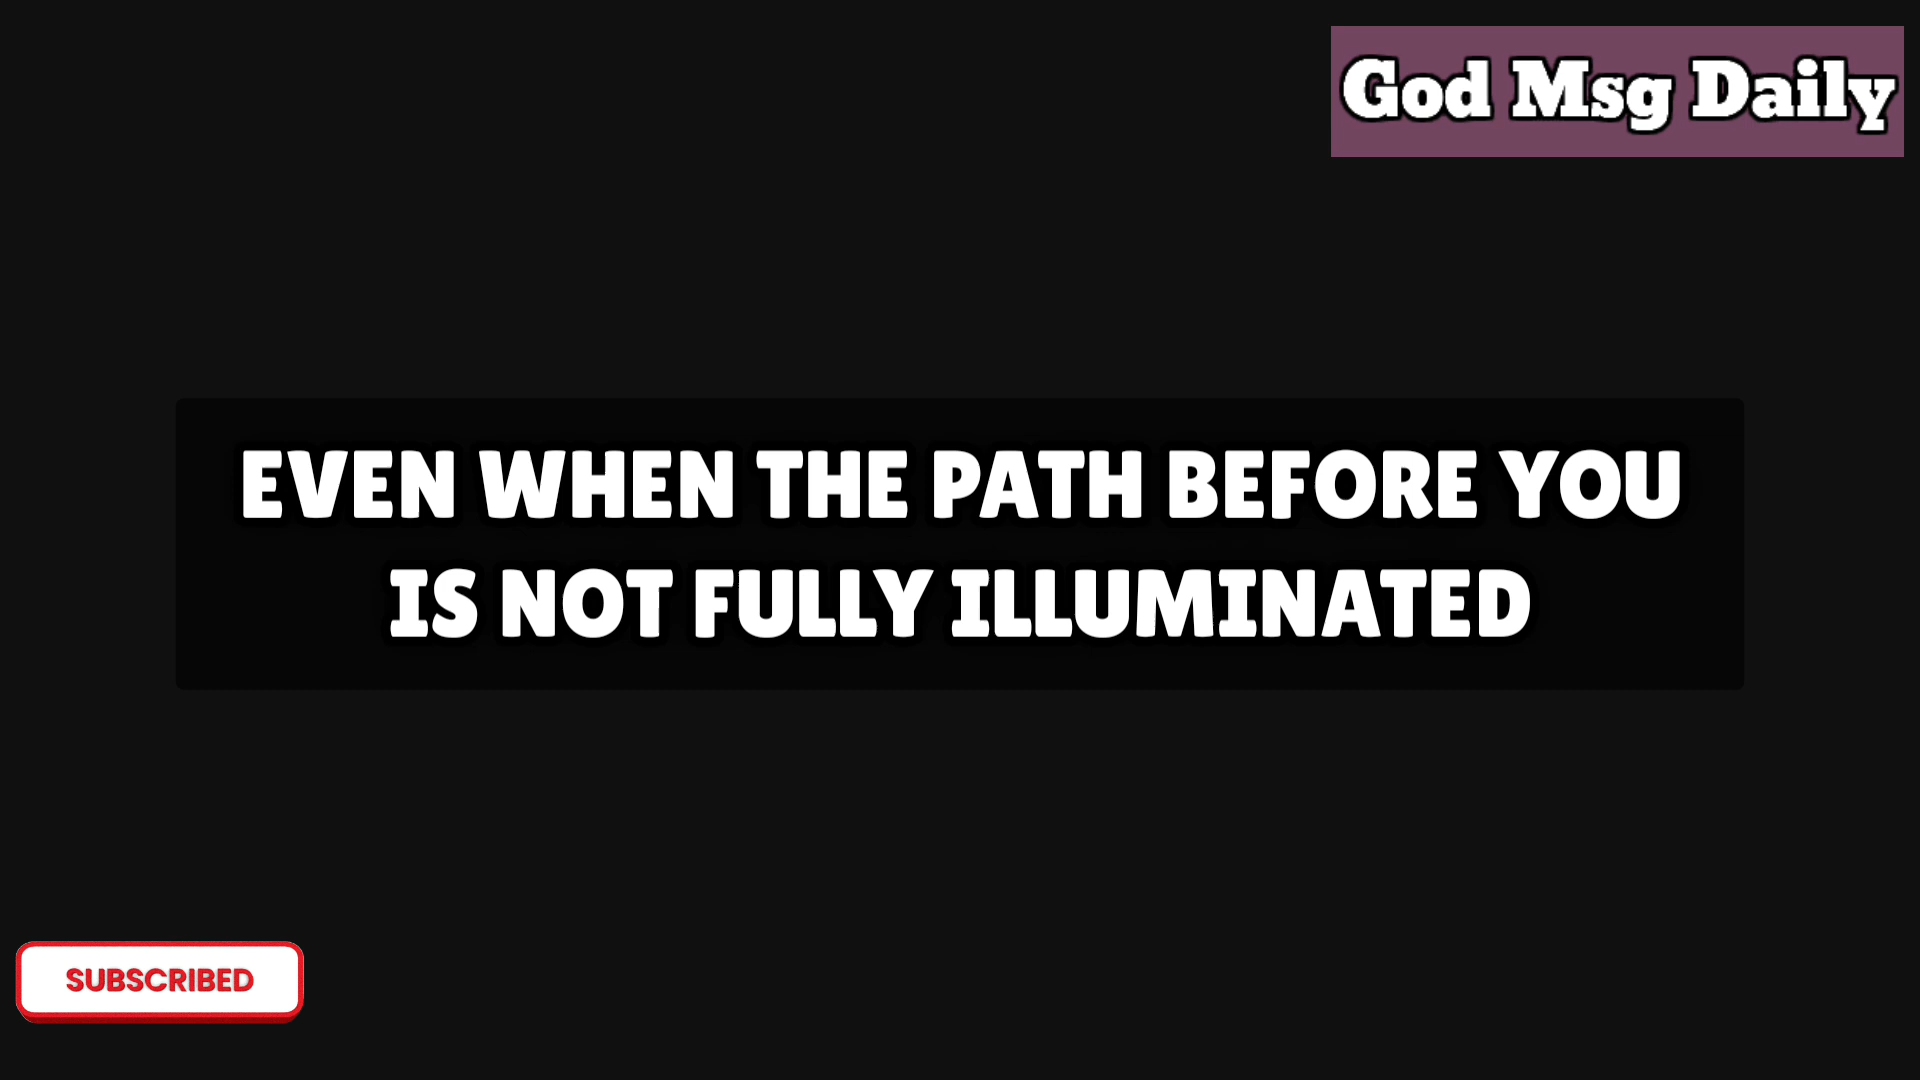 God Msg Daily
EVEN WHEN THE PATH BEFORE YOU
IS NOT FULLY ILLUMINATED
SUBSCRIBED